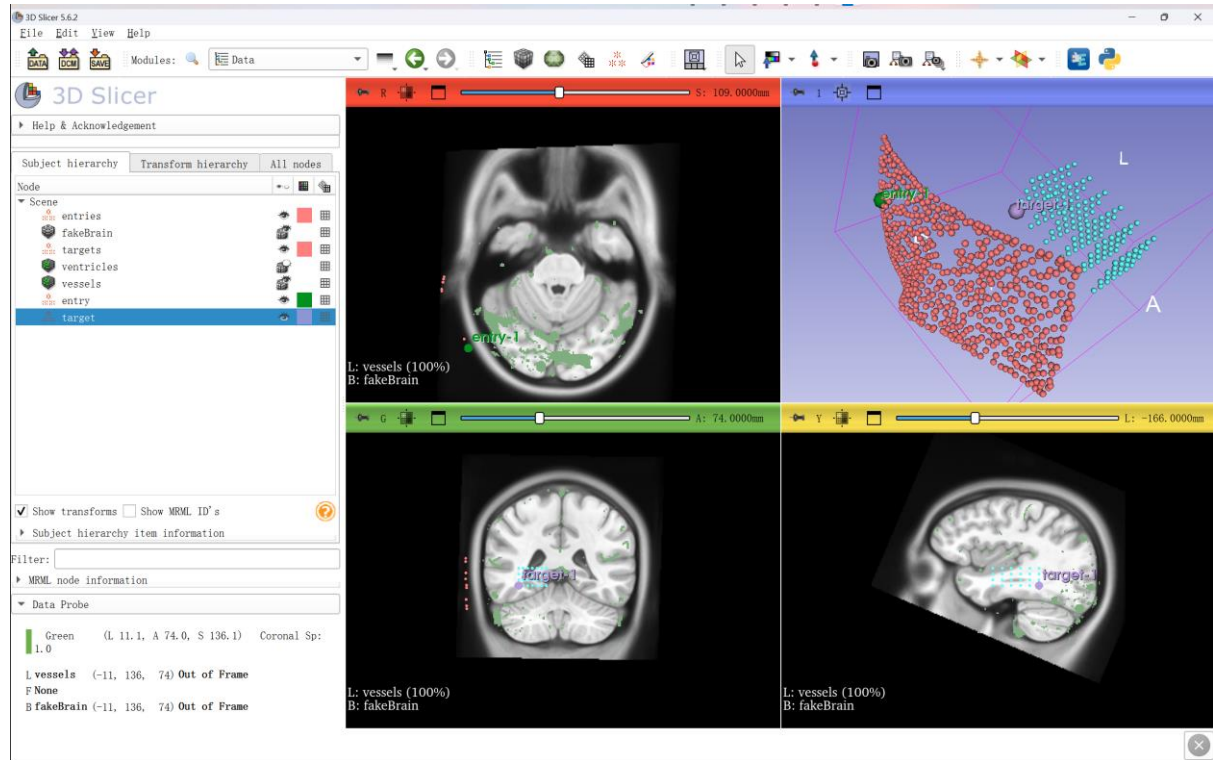 3D Slicer 5.6.2
File Edit View Help
DATA DCM SAVE Modules: Data
3D Slicer
Help & Acknowledgement
Subject hierarchy Transform hierarchy All nodes
Node
Scene
entries
fakeBrain
targets
ventricles
vessels
entry
target
Show transforms Show MRML ID's
Subject hierarchy item information
Filter:
MRML node information
Data Probe
Green (L 11.1, A 74.0, S 136.1) Coronal Sp:
1.0
L vessels (-11, 136, 74) Out of Frame
F None
B fakeBrain (-11, 136, 74) Out of Frame
R S: 109.0000mm
entry-1
L: vessels (100%)
B: fakeBrain
1
entry-1
target-1
L
A
G A: 74.0000mm
target-1
L: vessels (100%)
B: fakeBrain
Y L: -166.0000mm
target-1
L: vessels (100%)
B: fakeBrain